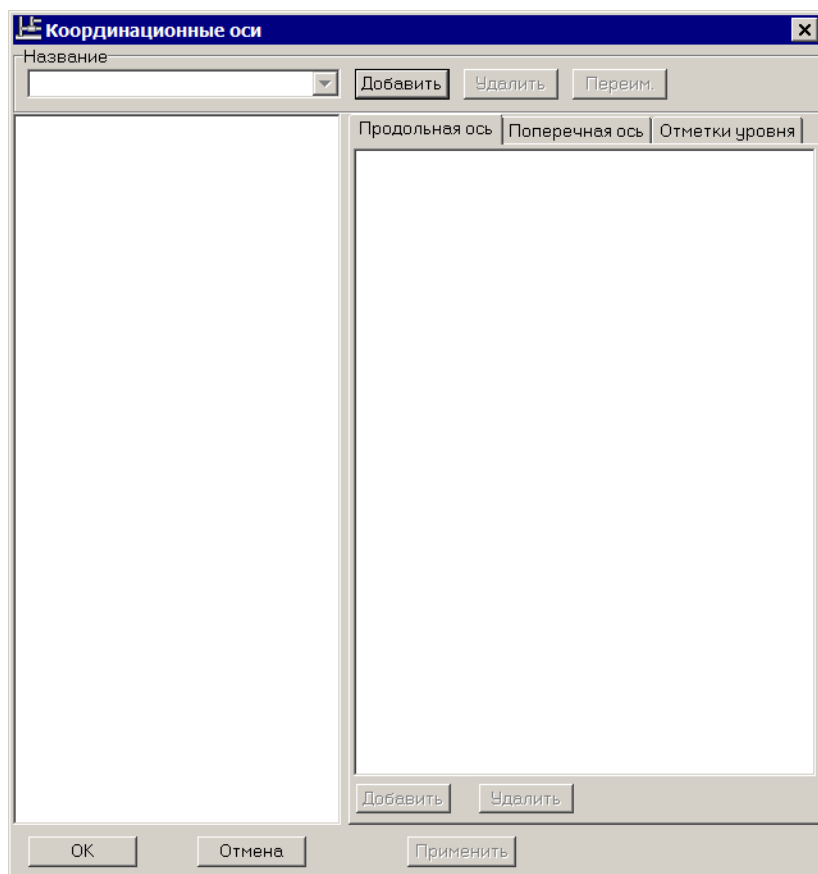 Координационные оси
Название
Добавить Удалить Переим.
Продольная ось Поперечная ось Отметки уровня
Добавить Удалить
OK Отмена Применить